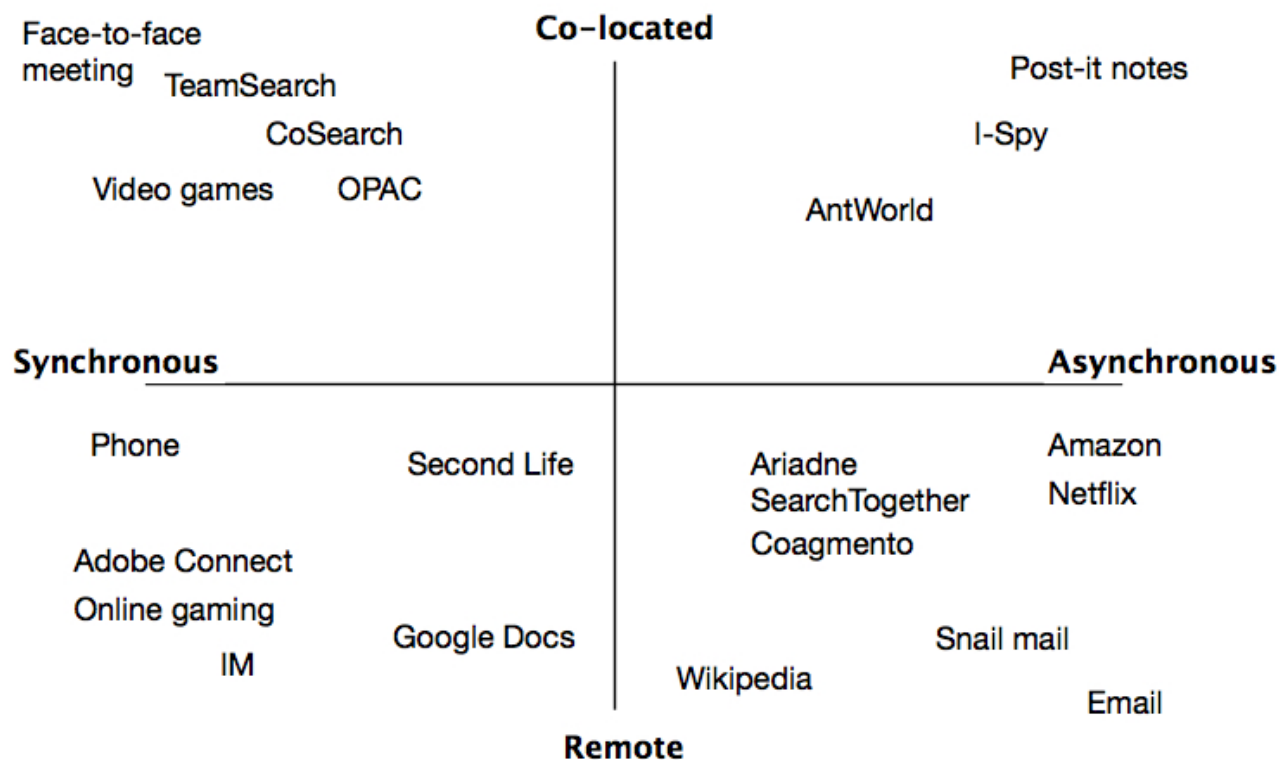 Co-located
Face-to-face
meeting
TeamSearch
CoSearch
Video games
OPAC
Post-it notes
I-Spy
AntWorld
Synchronous
Asynchronous
Phone
Second Life
Adobe Connect
Online gaming
IM
Google Docs
Ariadne
SearchTogether
Coagmento
Amazon
Netflix
Snail mail
Wikipedia
Email
Remote